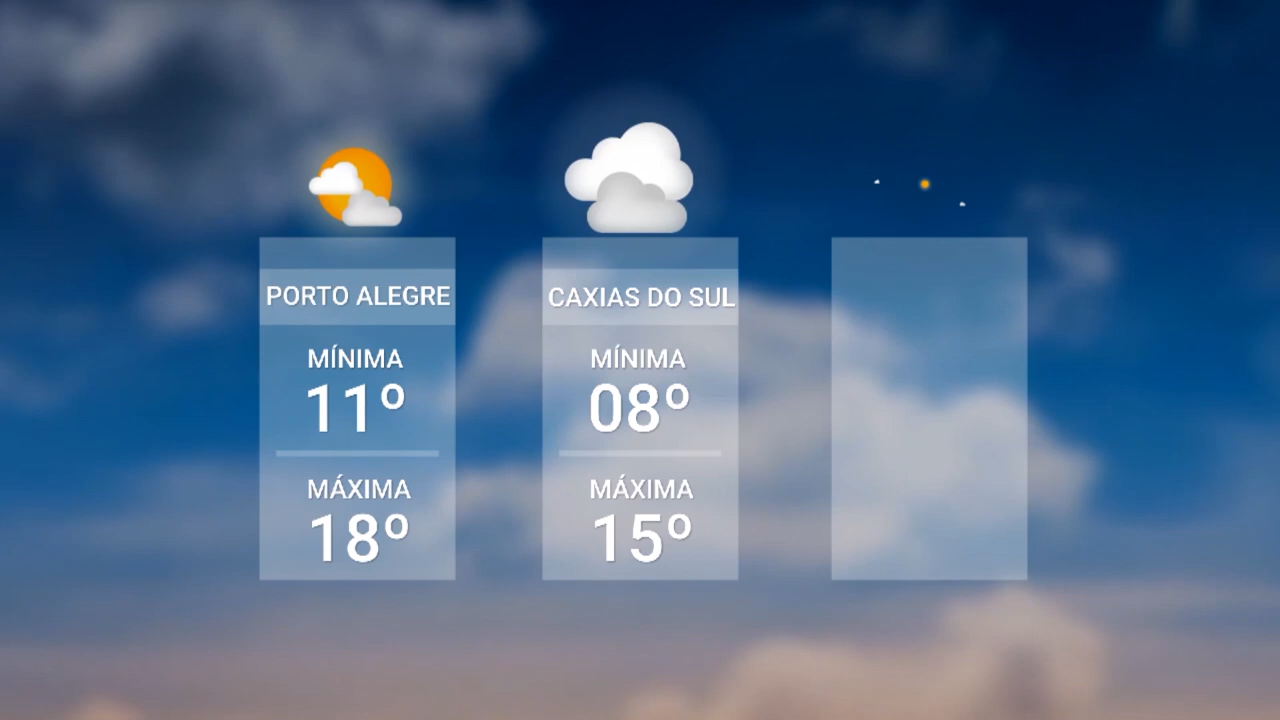 PORTO ALEGRE
MÍNIMA
11º
MÁXIMA
18º
CAXIAS DO SUL
MÍNIMA
08º
MÁXIMA
15º